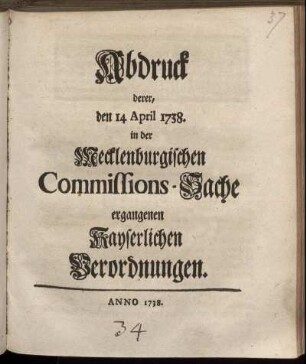 37
Abdruck
derer,
den 14 April 1738.
in der
Mecklenburgischen
Commissions-Sache
ergangenen
Kayserlichen
Verordnungen.
ANNO 1738.
34